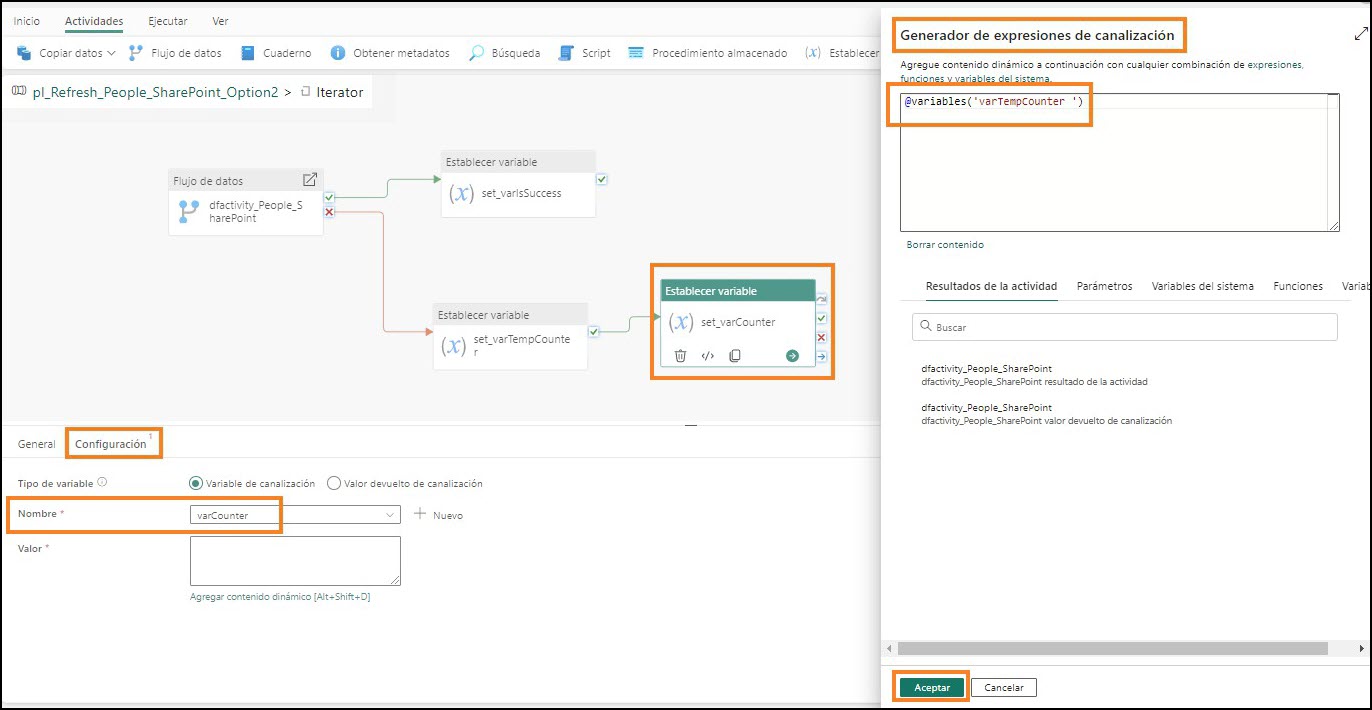 Inicio Actividades Ejecutar Ver
Copiar datos Flujo de datos Cuaderno Obtener metadatos Búsqueda Script Procedimiento almacenado (x) Establecer
pl_Refresh_People_SharePoint_Option2 > Iterator
Flujo de datos
dfactivity_People_S
harePoint
Establecer variable
(x) set_varIsSuccess
Establecer variable
(x) set_varTempCounte
r
Establecer variable
(x) set_varCounter
General Configuración 1
Tipo de variable Variable de canalización Valor devuelto de canalización
Nombre * varCounter Nuevo
Valor *
Agregar contenido dinámico [Alt+Shift+D]
Generador de expresiones de canalización
Agregue contenido dinámico a continuación con cualquier combinación de expresiones,
funciones y variables del sistema.
@variables('varTempCounter ')
Borrar contenido
Resultados de la actividad Parámetros Variables del sistema Funciones Variab
Buscar
dfactivity_People_SharePoint
dfactivity_People_SharePoint resultado de la actividad
dfactivity_People_SharePoint
dfactivity_People_SharePoint valor devuelto de canalización
Aceptar Cancelar